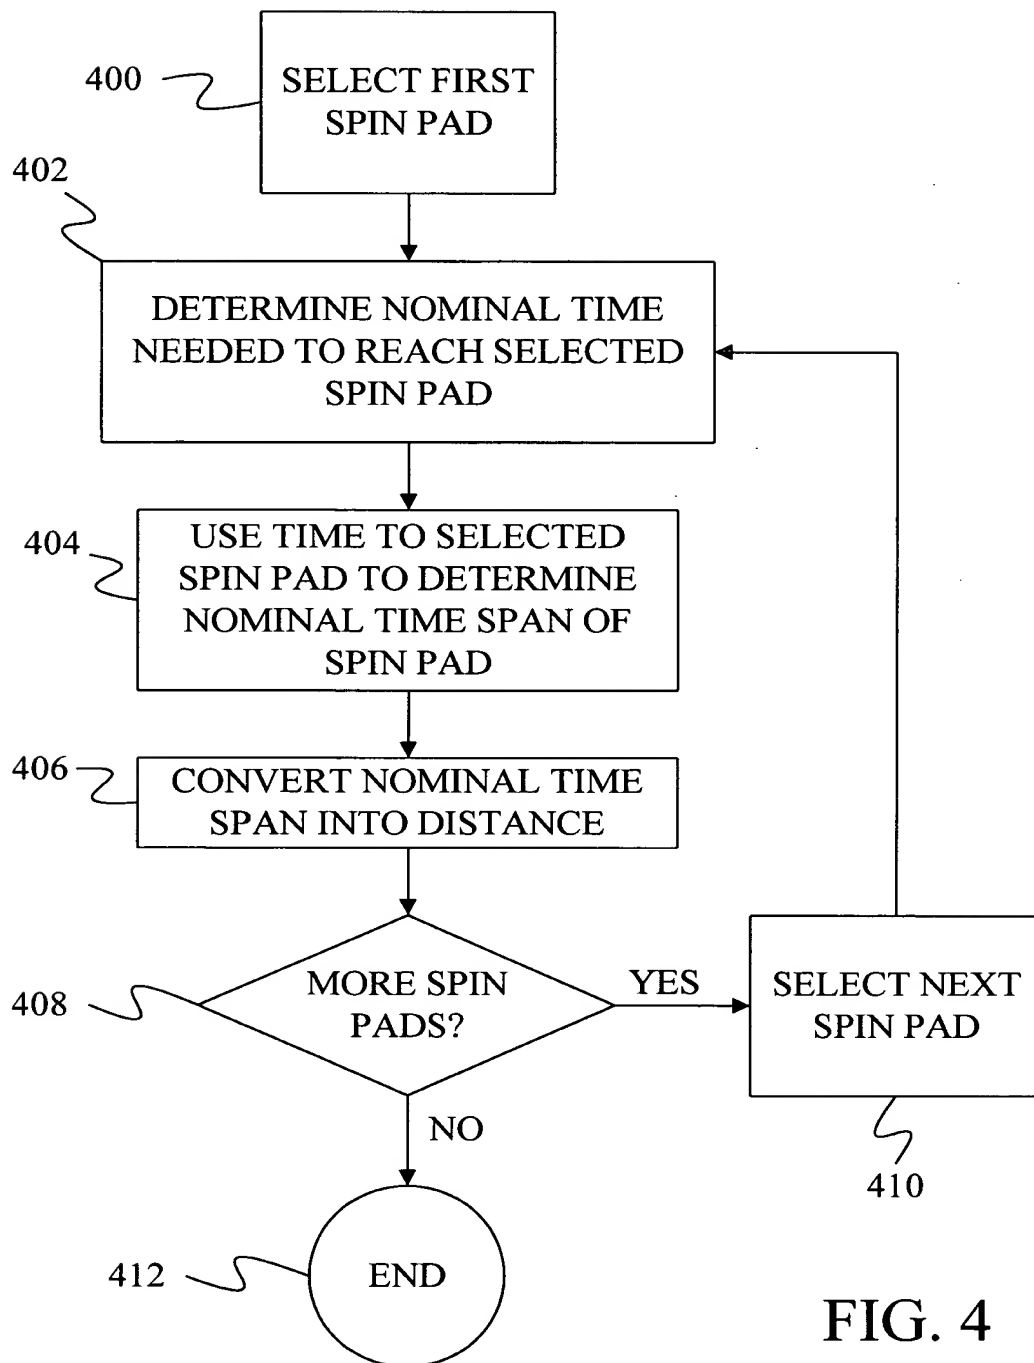 400
SELECT FIRST
SPIN PAD
402
DETERMINE NOMINAL TIME
NEEDED TO REACH SELECTED
SPIN PAD
404
USE TIME TO SELECTED
SPIN PAD TO DETERMINE
NOMINAL TIME SPAN OF
SPIN PAD
406
CONVERT NOMINAL TIME
SPAN INTO DISTANCE
408
MORE SPIN
PADS?
YES
SELECT NEXT
SPIN PAD
410
NO
412
END
FIG. 4